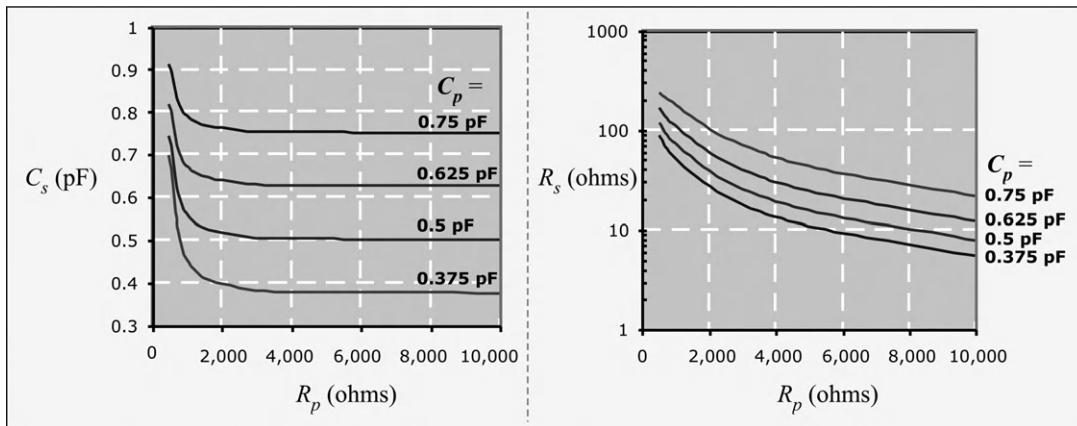 1
0.9
0.8
0.7
0.6
0.5
0.4
0.3
C_s (pF)
C_p =
0.75 pF
0.625 pF
0.5 pF
0.375 pF
0
2,000
4,000
6,000
8,000
10,000
R_p (ohms)
1000
100
10
1
R_s (ohms)
C_p =
0.75 pF
0.625 pF
0.5 pF
0.375 pF
0
2,000
4,000
6,000
8,000
10,000
R_p (ohms)